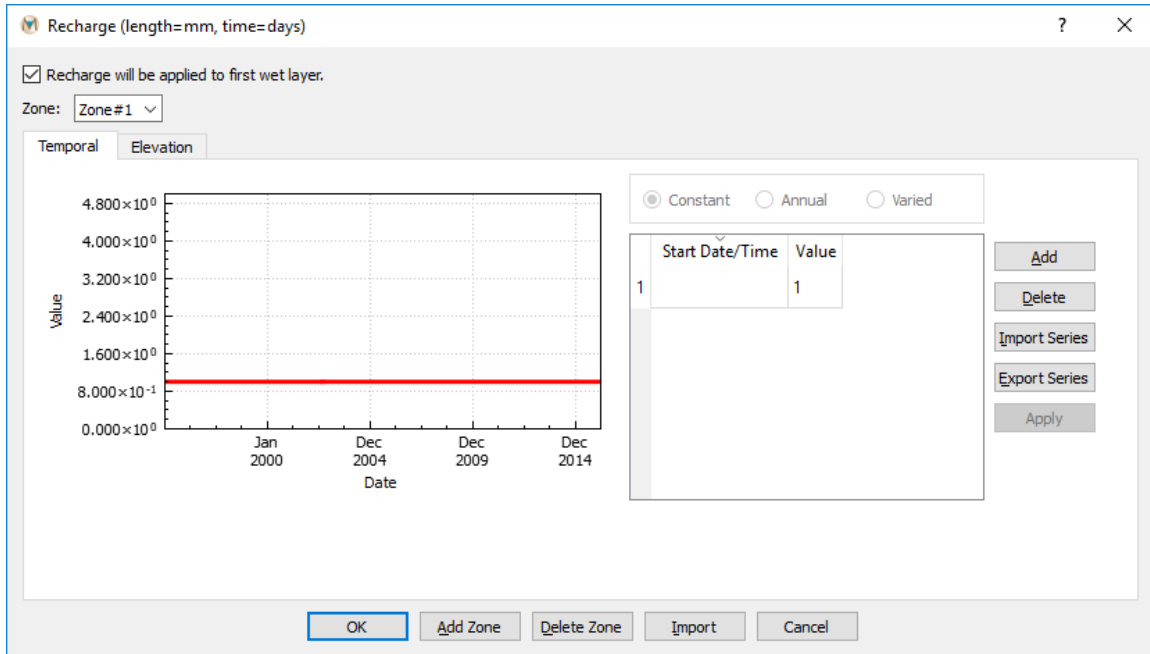 Recharge (length=mm, time=days)
?
Recharge will be applied to first wet layer.
Zone: Zone#1
Temporal Elevation
4.800×10⁰
4.000×10⁰
3.200×10⁰
2.400×10⁰
1.600×10⁰
8.000×10⁻¹
0.000×10⁰
Value
Jan 2000
Dec 2004
Dec 2009
Dec 2014
Date
Constant Annual Varied
Start Date/Time Value
1 1
Add
Delete
Import Series
Export Series
Apply
OK Add Zone Delete Zone Import Cancel